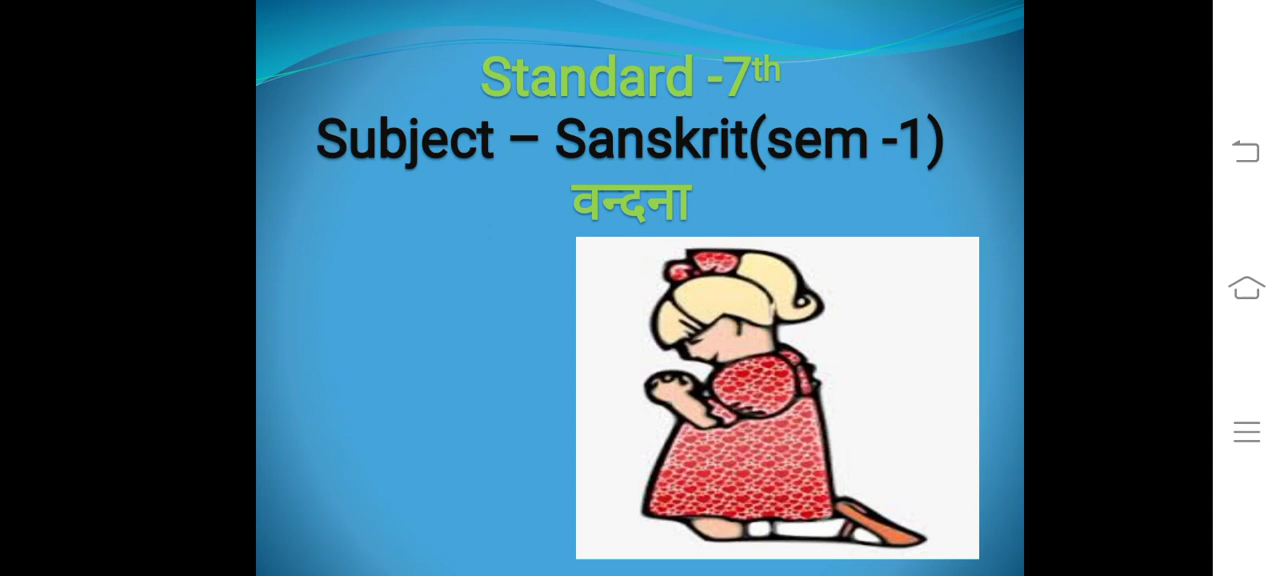 Standard -7th
Subject – Sanskrit(sem -1)
वन्दना